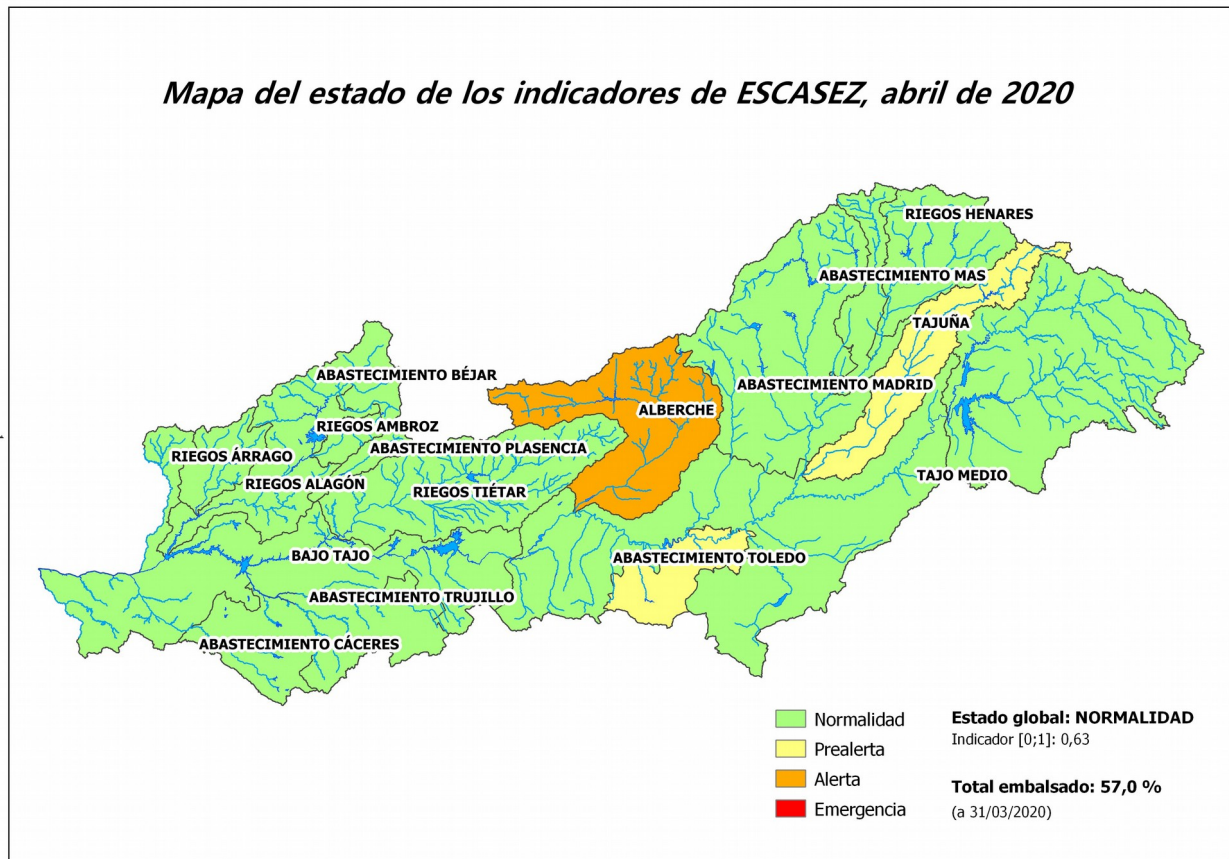 Mapa del estado de los indicadores de ESCASEZ, abril de 2020
RIEGOS HENARES
ABASTECIMIENTO MAS
TAJUÑA
ABASTECIMIENTO BÉJAR
ABASTECIMIENTO MADRID
ALBERCHE
RIEGOS AMBROZ
ABASTECIMIENTO PLASENCIA
RIEGOS ÁRRAGO
TAJO MEDIO
RIEGOS ALAGÓN
RIEGOS TIÉTAR
BAJO TAJO
ABASTECIMIENTO TOLEDO
ABASTECIMIENTO TRUJILLO
ABASTECIMIENTO CÁCERES
Normalidad
Prealerta
Alerta
Emergencia
Estado global: NORMALIDAD
Indicador [0;1]: 0,63
Total embalsado: 57,0 %
(a 31/03/2020)